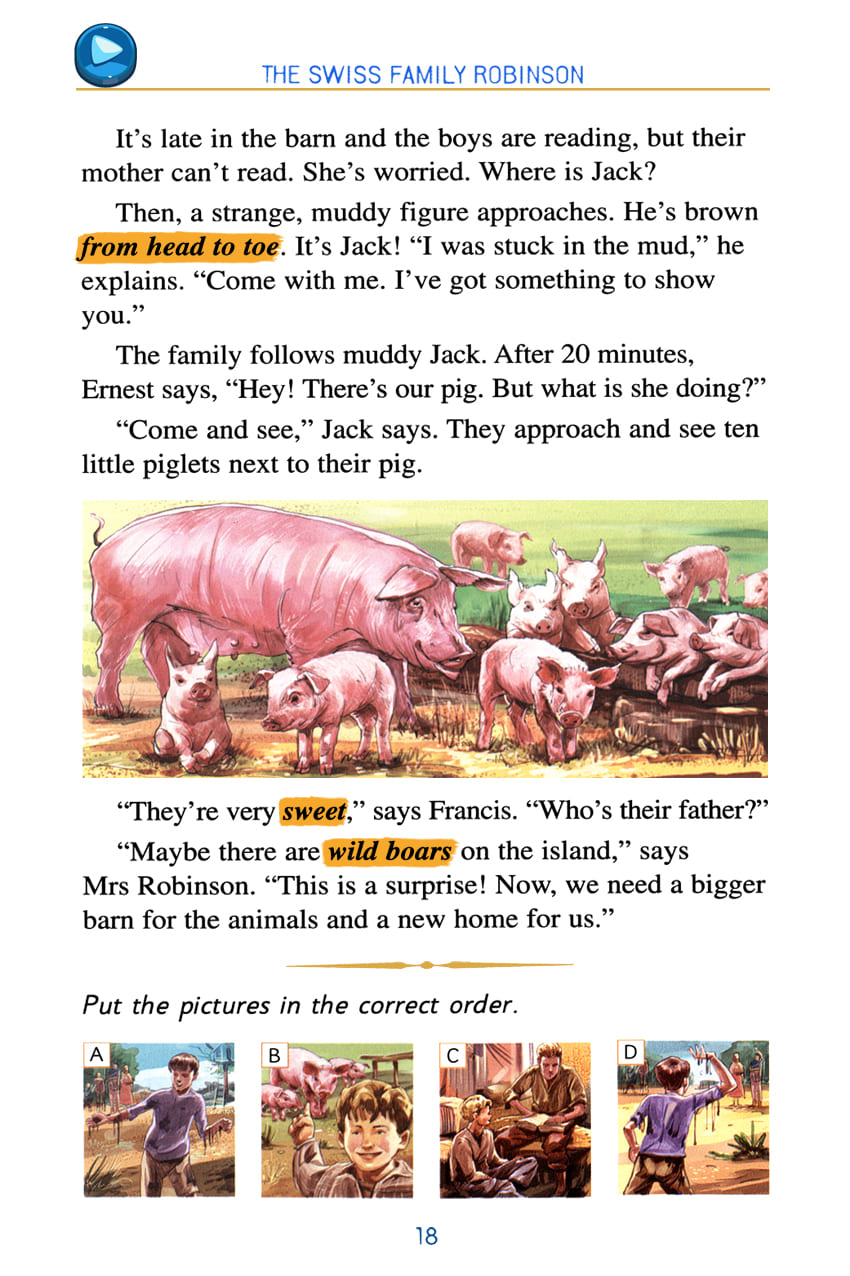 THE SWISS FAMILY ROBINSON
It’s late in the barn and the boys are reading, but their
mother can’t read. She’s worried. Where is Jack?
Then, a strange, muddy figure approaches. He’s brown
from head to toe. It’s Jack! “I was stuck in the mud,” he
explains. “Come with me. I’ve got something to show
you.”
The family follows muddy Jack. After 20 minutes,
Ernest says, “Hey! There’s our pig. But what is she doing?”
“Come and see,” Jack says. They approach and see ten
little piglets next to their pig.
“They’re very sweet,” says Francis. “Who’s their father?”
“Maybe there are wild boars on the island,” says
Mrs Robinson. “This is a surprise! Now, we need a bigger
barn for the animals and a new home for us.”
Put the pictures in the correct order.
A
B
C
D
18